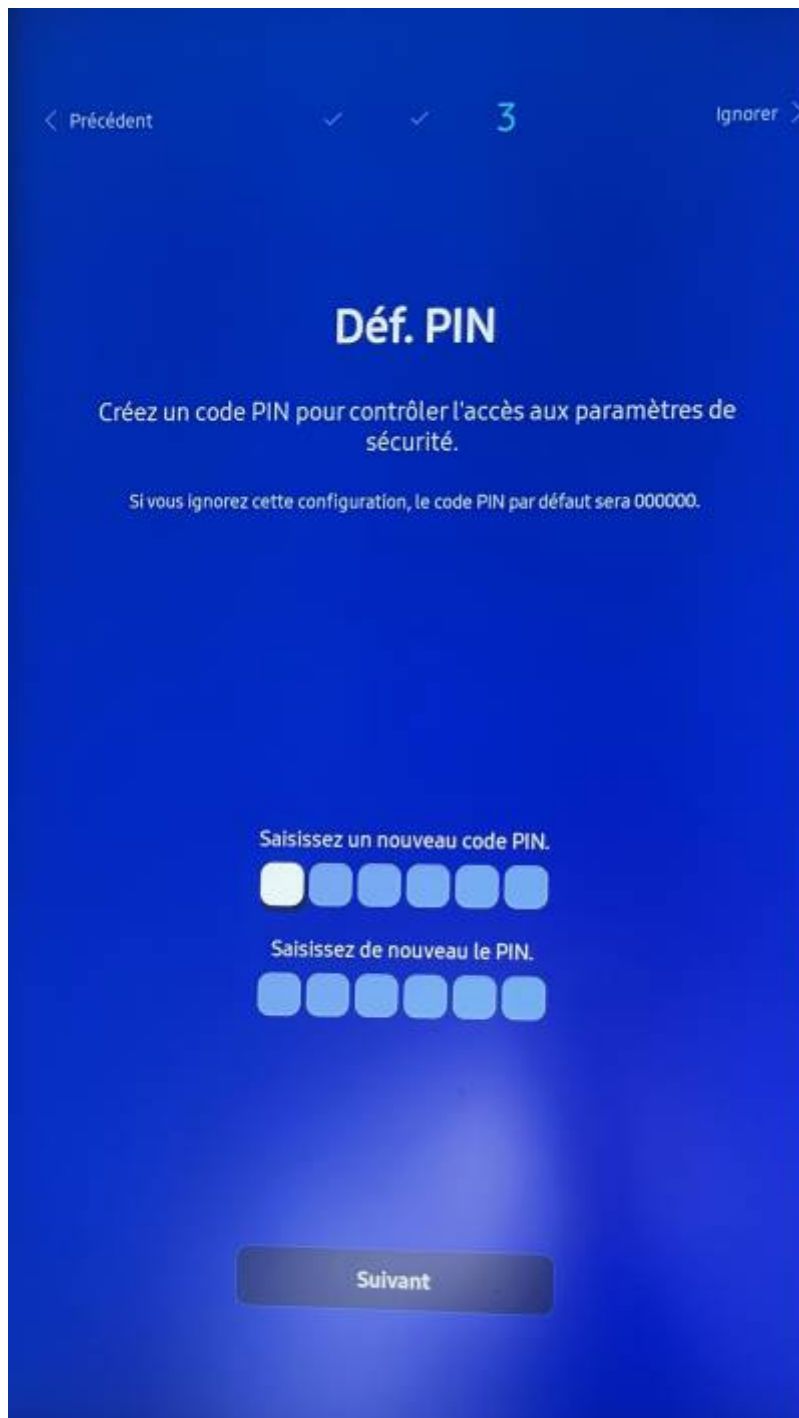 Précédent
3
Ignorer
Déf. PIN
Créez un code PIN pour contrôler l'accès aux paramètres de
sécurité.
Si vous ignorez cette configuration, le code PIN par défaut sera 000000.
Saisissez un nouveau code PIN.
Saisissez de nouveau le PIN.
Suivant